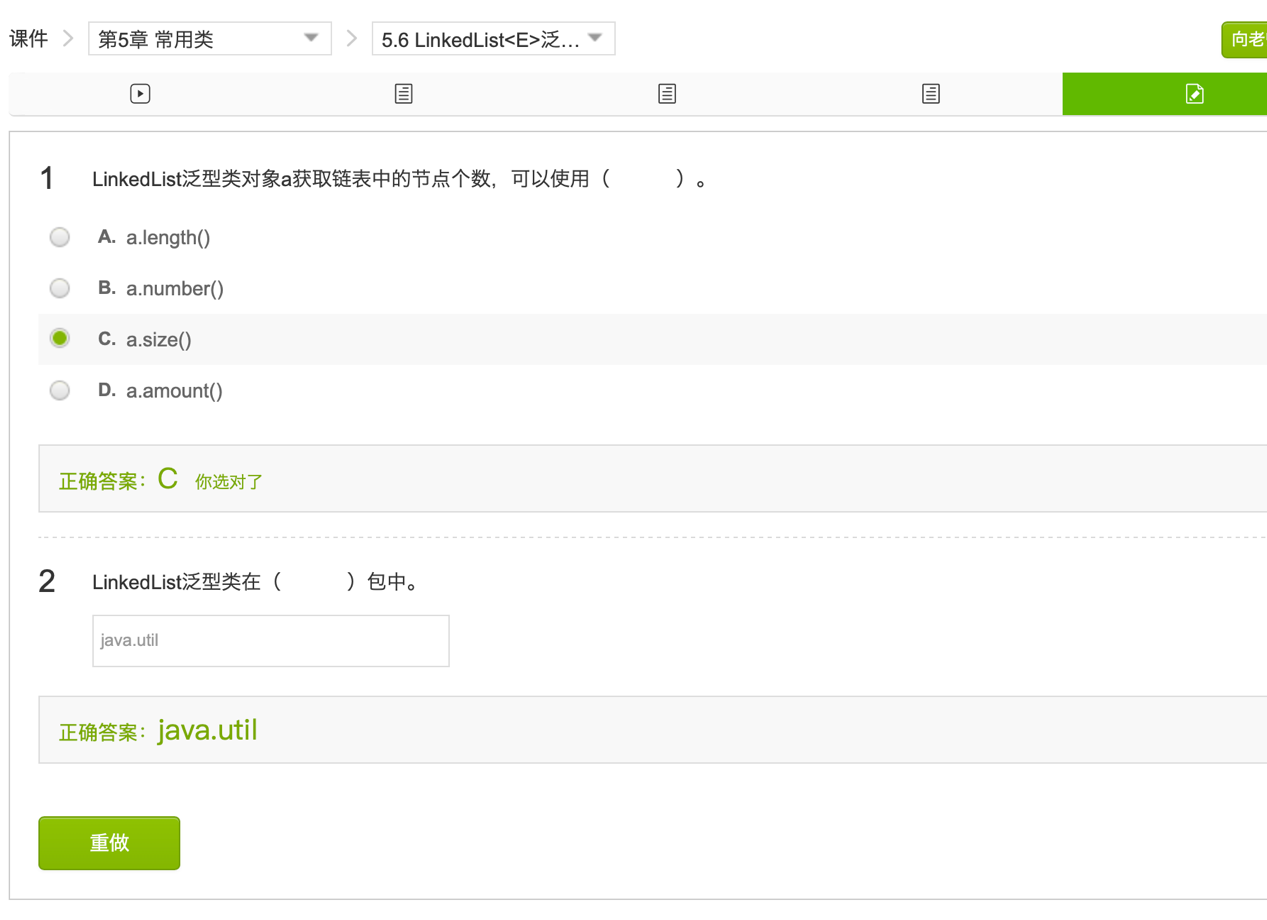 课件 第5章 常用类 5.6 LinkedList<E>泛... 向老
1 LinkedList泛型类对象a获取链表中的节点个数，可以使用（ ）。
A. a.length()
B. a.number()
C. a.size()
D. a.amount()
正确答案：C 你选对了
2 LinkedList泛型类在（ ）包中。
java.util
正确答案：java.util
重做